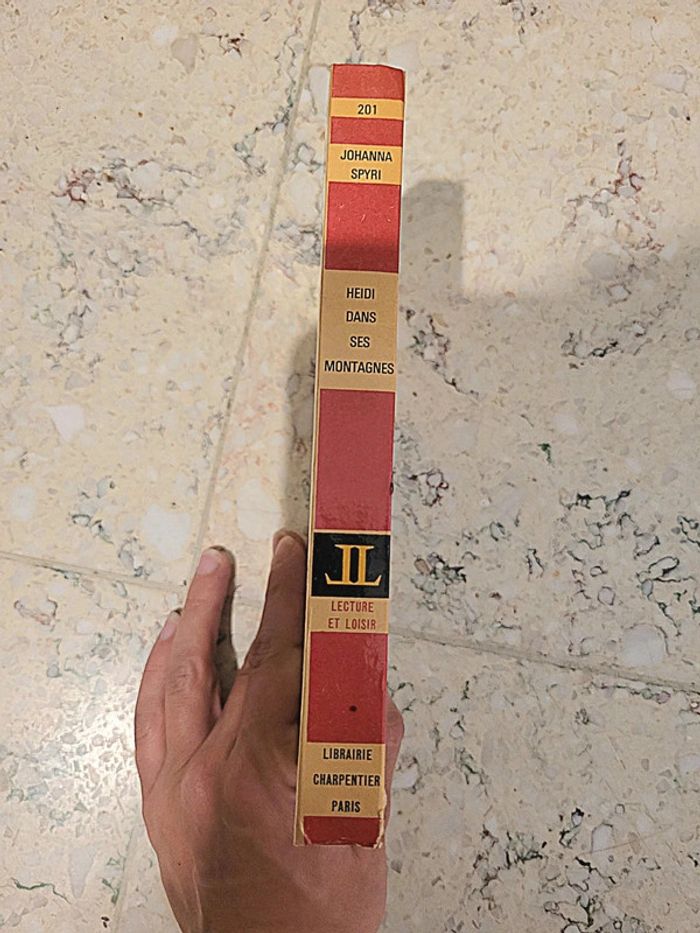 201
JOHANNA
SPYRI
HEIDI
DANS
SES
MONTAGNES
LL
LECTURE
ET LOISIR
LIBRAIRIE
CHARPENTIER
PARIS